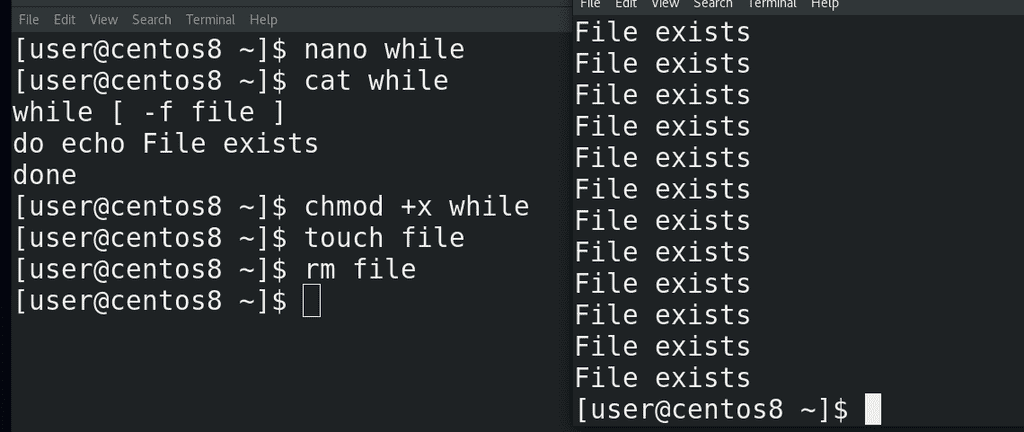 File Edit View Search Terminal Help
[user@centos8 ~]$ nano while
[user@centos8 ~]$ cat while
while [ -f file ]
do echo File exists
done
[user@centos8 ~]$ chmod +x while
[user@centos8 ~]$ touch file
[user@centos8 ~]$ rm file
[user@centos8 ~]$
File Edit View Search Terminal Help
File exists
File exists
File exists
File exists
File exists
File exists
File exists
File exists
File exists
File exists
File exists
File exists
[user@centos8 ~]$